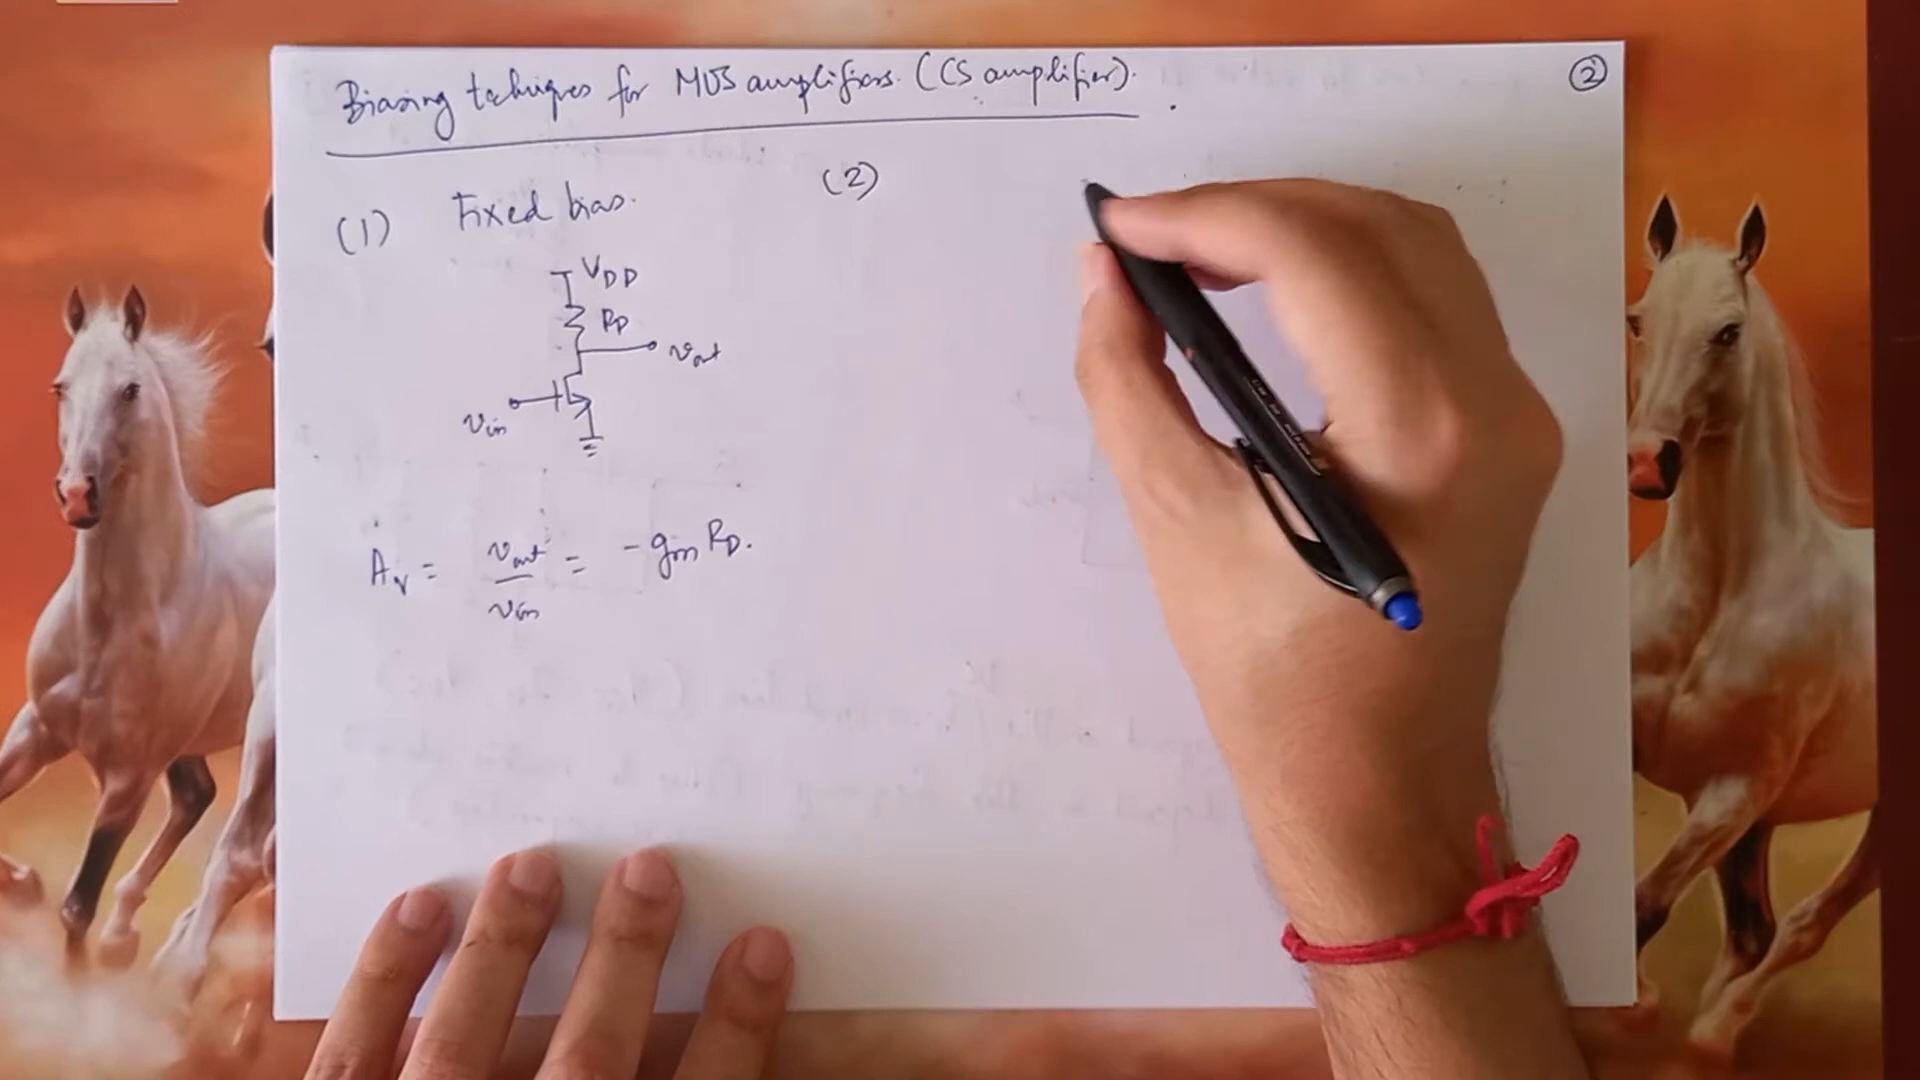 Biasing techniques for MOS amplifiers. (CS amplifier).
②
(1) Fixed bias.
(2)
VDD
RD
vout
vin
Av = vout/vin = -gm RD.